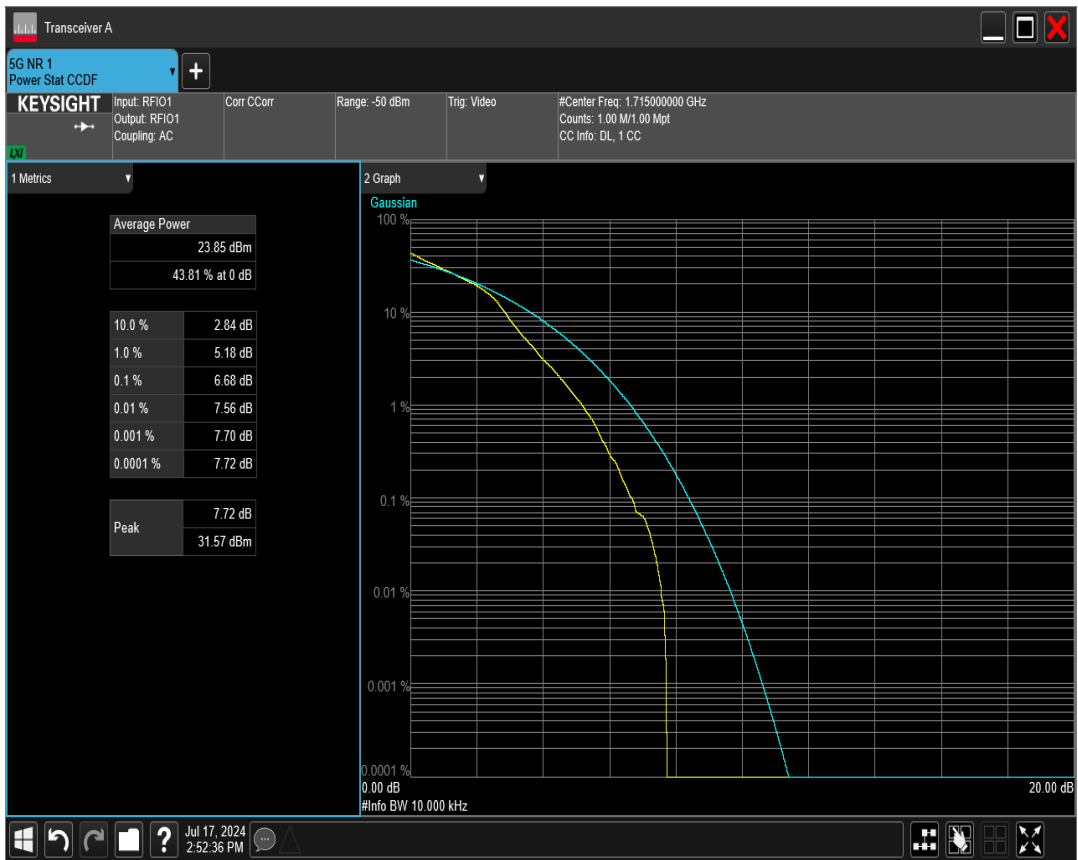 Transceiver A
5G NR 1
Power Stat CCDF
KEYSIGHT
LXI
Input: RFIO1
Output: RFIO1
Coupling: AC
Corr CCorr
Range: -50 dBm
Trig: Video
#Center Freq: 1.715000000 GHz
Counts: 1.00 M/1.00 Mpt
CC Info: DL, 1 CC
1 Metrics
Average Power
23.85 dBm
43.81 % at 0 dB
10.0 % 2.84 dB
1.0 % 5.18 dB
0.1 % 6.68 dB
0.01 % 7.56 dB
0.001 % 7.70 dB
0.0001 % 7.72 dB
Peak 7.72 dB
31.57 dBm
2 Graph
Gaussian
100 %
10 %
1 %
0.1 %
0.01 %
0.001 %
0.0001 %
0.00 dB 20.00 dB
#Info BW 10.000 kHz
Jul 17, 2024
2:52:36 PM